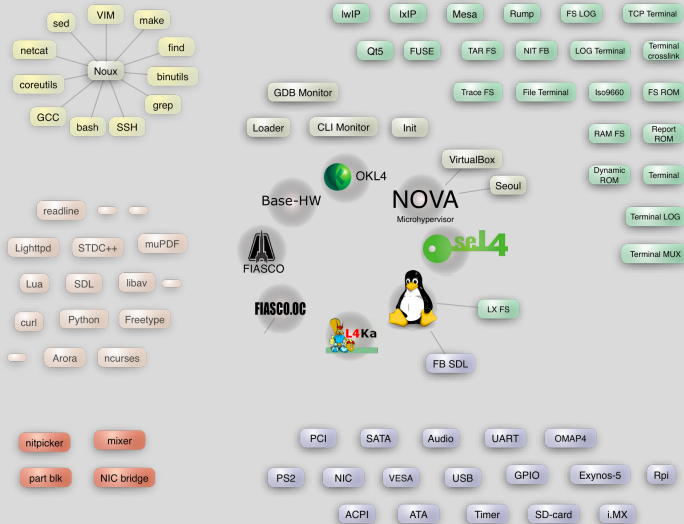 VIM
sed
make
netcat
find
Noux
coreutils
binutils
grep
GCC
bash
SSH
lwIP
lxIP
Mesa
Rump
FS LOG
TCP Terminal
Qt5
FUSE
TAR FS
NIT FB
LOG Terminal
Terminal
crosslink
GDB Monitor
Trace FS
File Terminal
Iso9660
FS ROM
Loader
CLI Monitor
Init
RAM FS
Report
ROM
VirtualBox
Seoul
Dynamic
ROM
Terminal
OKL4
Base-HW
NOVA
Microhypervisor
Terminal LOG
seL4
Terminal MUX
FIASCO
FIASCO.OC
L4Ka
LX FS
FB SDL
readline
Lighttpd
STDC++
muPDF
Lua
SDL
libav
curl
Python
Freetype
Arora
ncurses
nitpicker
mixer
part blk
NIC bridge
PCI
SATA
Audio
UART
OMAP4
PS2
NIC
VESA
USB
GPIO
Exynos-5
Rpi
ACPI
ATA
Timer
SD-card
i.MX